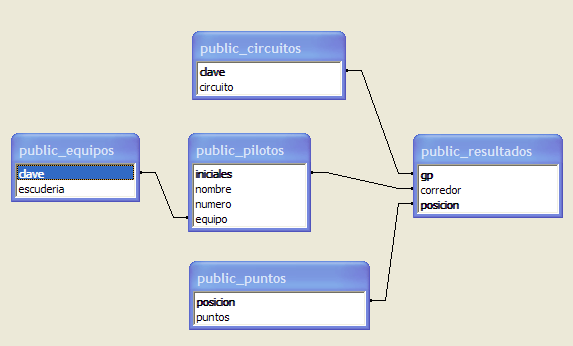 public_circuitos
clave
circuito
public_equipos
clave
escuderia
public_pilotos
iniciales
nombre
numero
equipo
public_resultados
gp
corredor
posicion
public_puntos
posicion
puntos